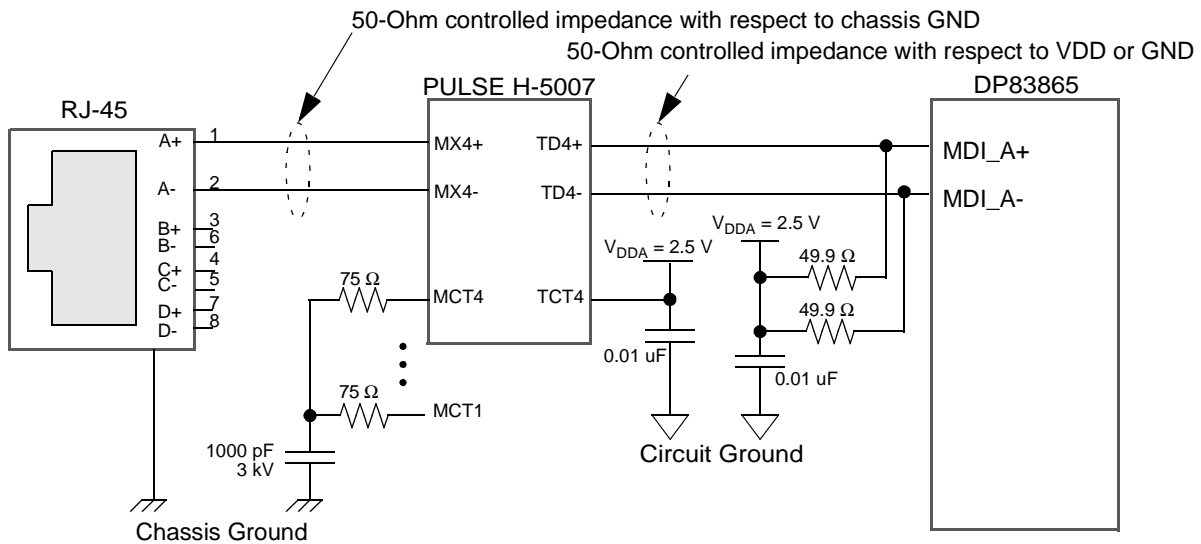 50-Ohm controlled impedance with respect to chassis GND
50-Ohm controlled impedance with respect to VDD or GND
RJ-45
PULSE H-5007
DP83865
A+ 1
A- 2
B+ 3
B- 6
C+ 4
C- 5
D+ 7
D- 8
MX4+
MX4-
MCT4
TD4+
TD4-
TCT4
MDI_A+
MDI_A-
VDDA = 2.5 V
VDDA = 2.5 V
49.9 Ω
49.9 Ω
75 Ω
75 Ω
MCT1
0.01 uF
0.01 uF
1000 pF
3 kV
Circuit Ground
Chassis Ground